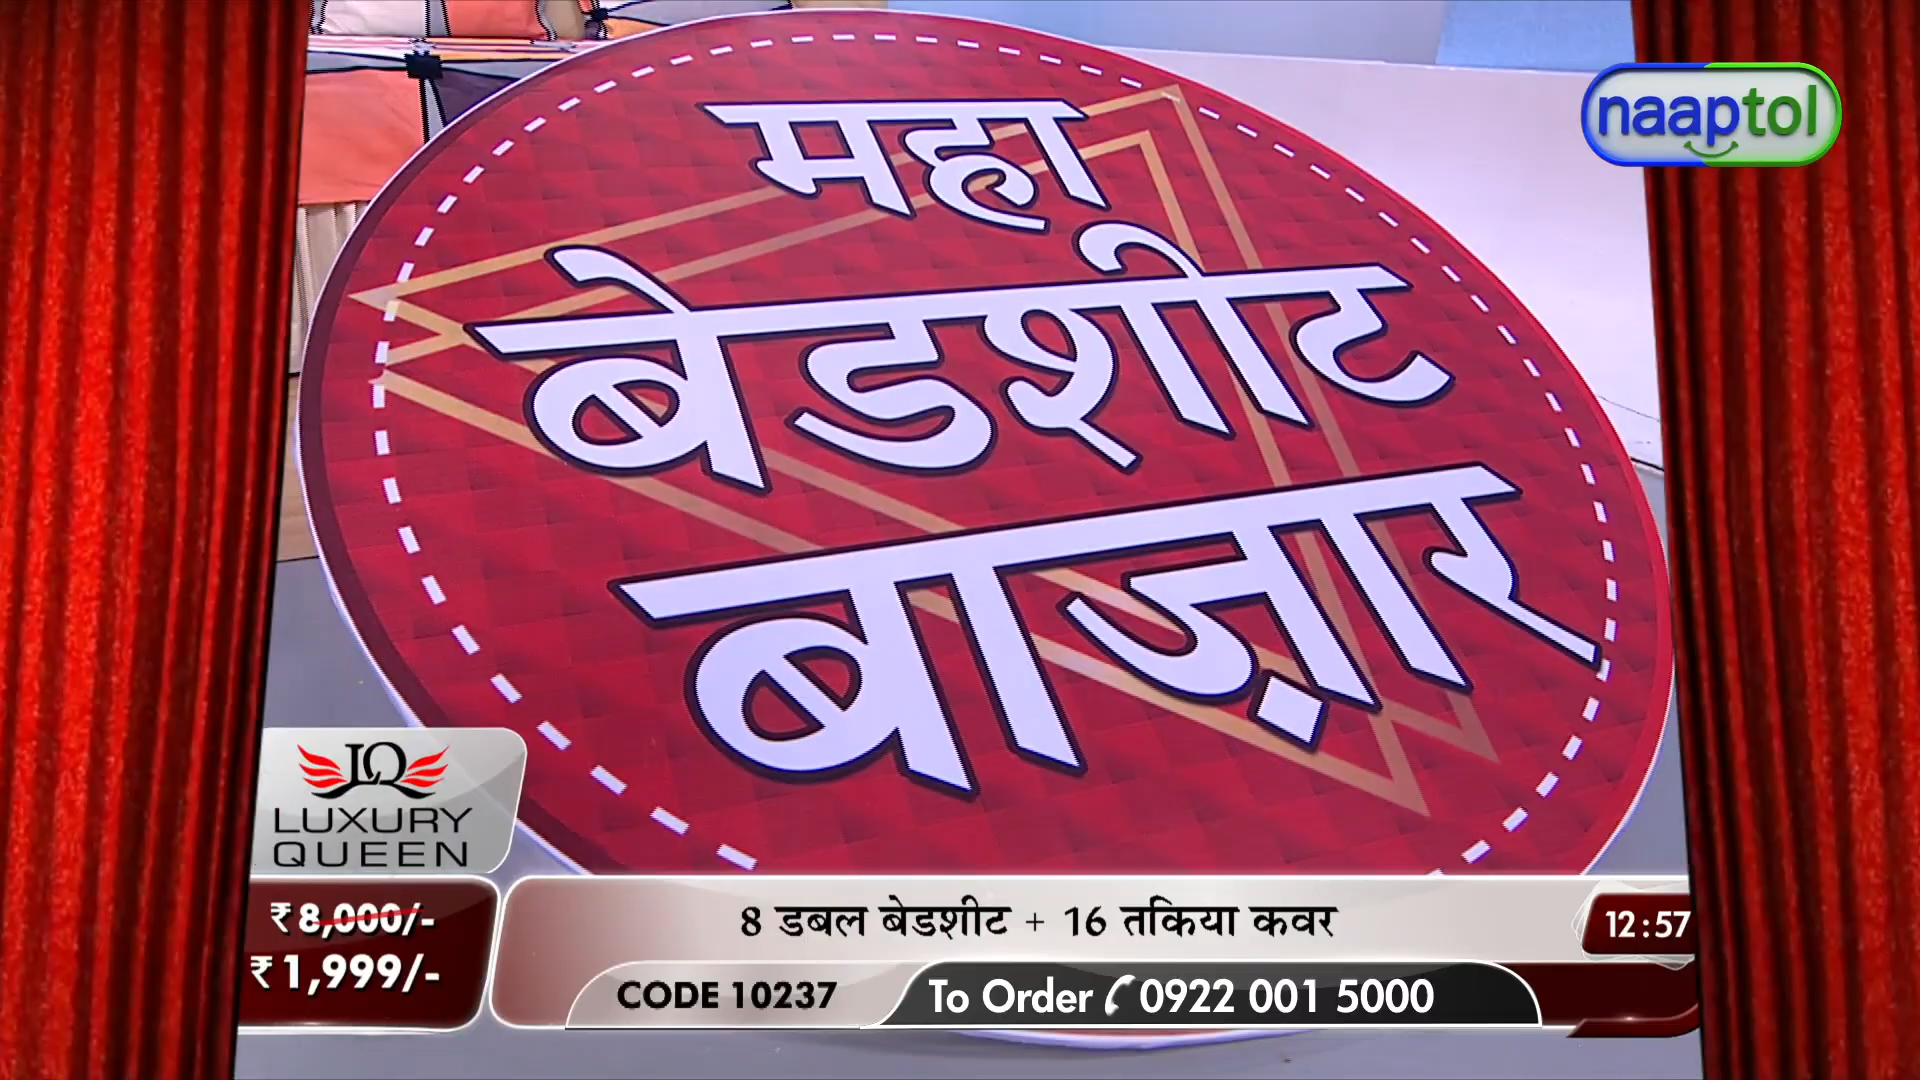 naaptol
महा
बेडशीट
बाज़ार
LQ
LUXURY
QUEEN
₹ 8,000/-
₹ 1,999/-
8 डबल बेडशीट + 16 तकिया कवर
12:57
CODE 10237
To Order 0922 001 5000